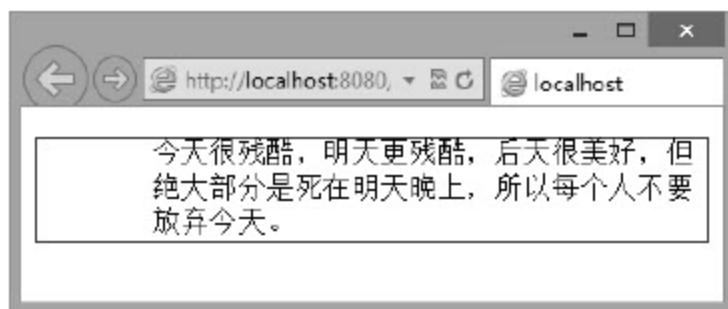 http://localhost:8080,
localhost
今天很残酷，明天更残酷，后天很美好，但
绝大部分是死在明天晚上，所以每个人不要
放弃今天。